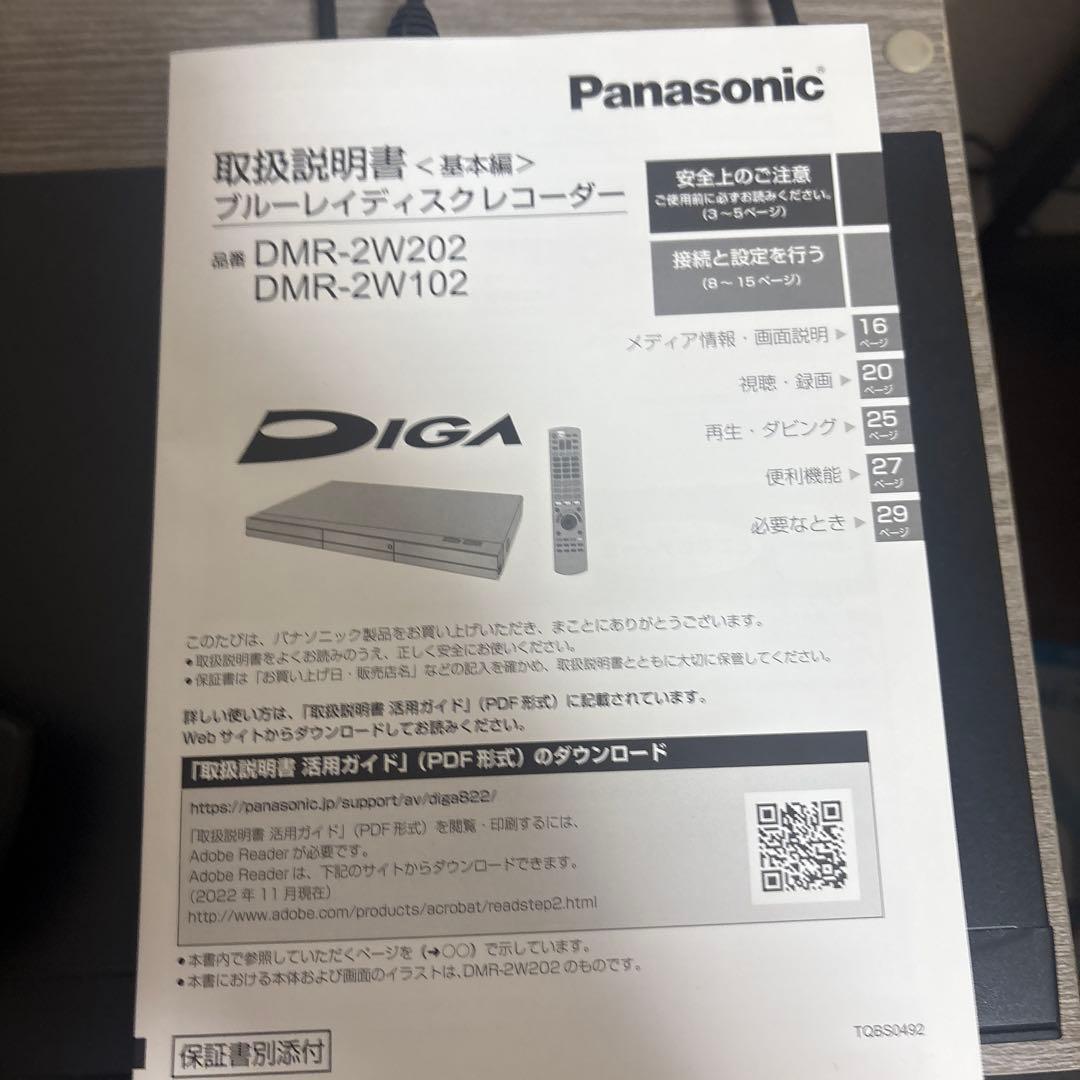 Panasonic®
取扱説明書<基本編>
ブルーレイディスクレコーダー
品番 DMR-2W202
DMR-2W102
安全上のご注意
ご使用前に必ずお読みください。
(3~5ページ)
接続と設定を行う
(8~15ページ)
メディア情報・画面説明 ▶ 16ページ
視聴・録画 ▶ 20ページ
再生・ダビング ▶ 25ページ
便利機能 ▶ 27ページ
必要なとき ▶ 29ページ
DIGA
このたびは、パナソニック製品をお買い上げいただき、まことにありがとうございます。
●取扱説明書をよくお読みのうえ、正しく安全にお使いください。
●保証書は「お買い上げ日・販売店名」などの記入を確かめ、取扱説明書とともに大切に保管してください。
詳しい使い方は、「取扱説明書 活用ガイド」(PDF形式)に記載されています。
Webサイトからダウンロードしてお読みください。
「取扱説明書 活用ガイド」(PDF形式)のダウンロード
https://panasonic.jp/support/av/diga822/
「取扱説明書 活用ガイド」(PDF形式)を閲覧・印刷するには、
Adobe Readerが必要です。
Adobe Readerは、下記のサイトからダウンロードできます。
(2022年11月現在)
http://www.adobe.com/products/acrobat/readstep2.html
●本書内で参照していただくページを(➔○○)で示しています。
●本書における本体および画面のイラストは、DMR-2W202のものです。
保証書別添付
TQBS0492